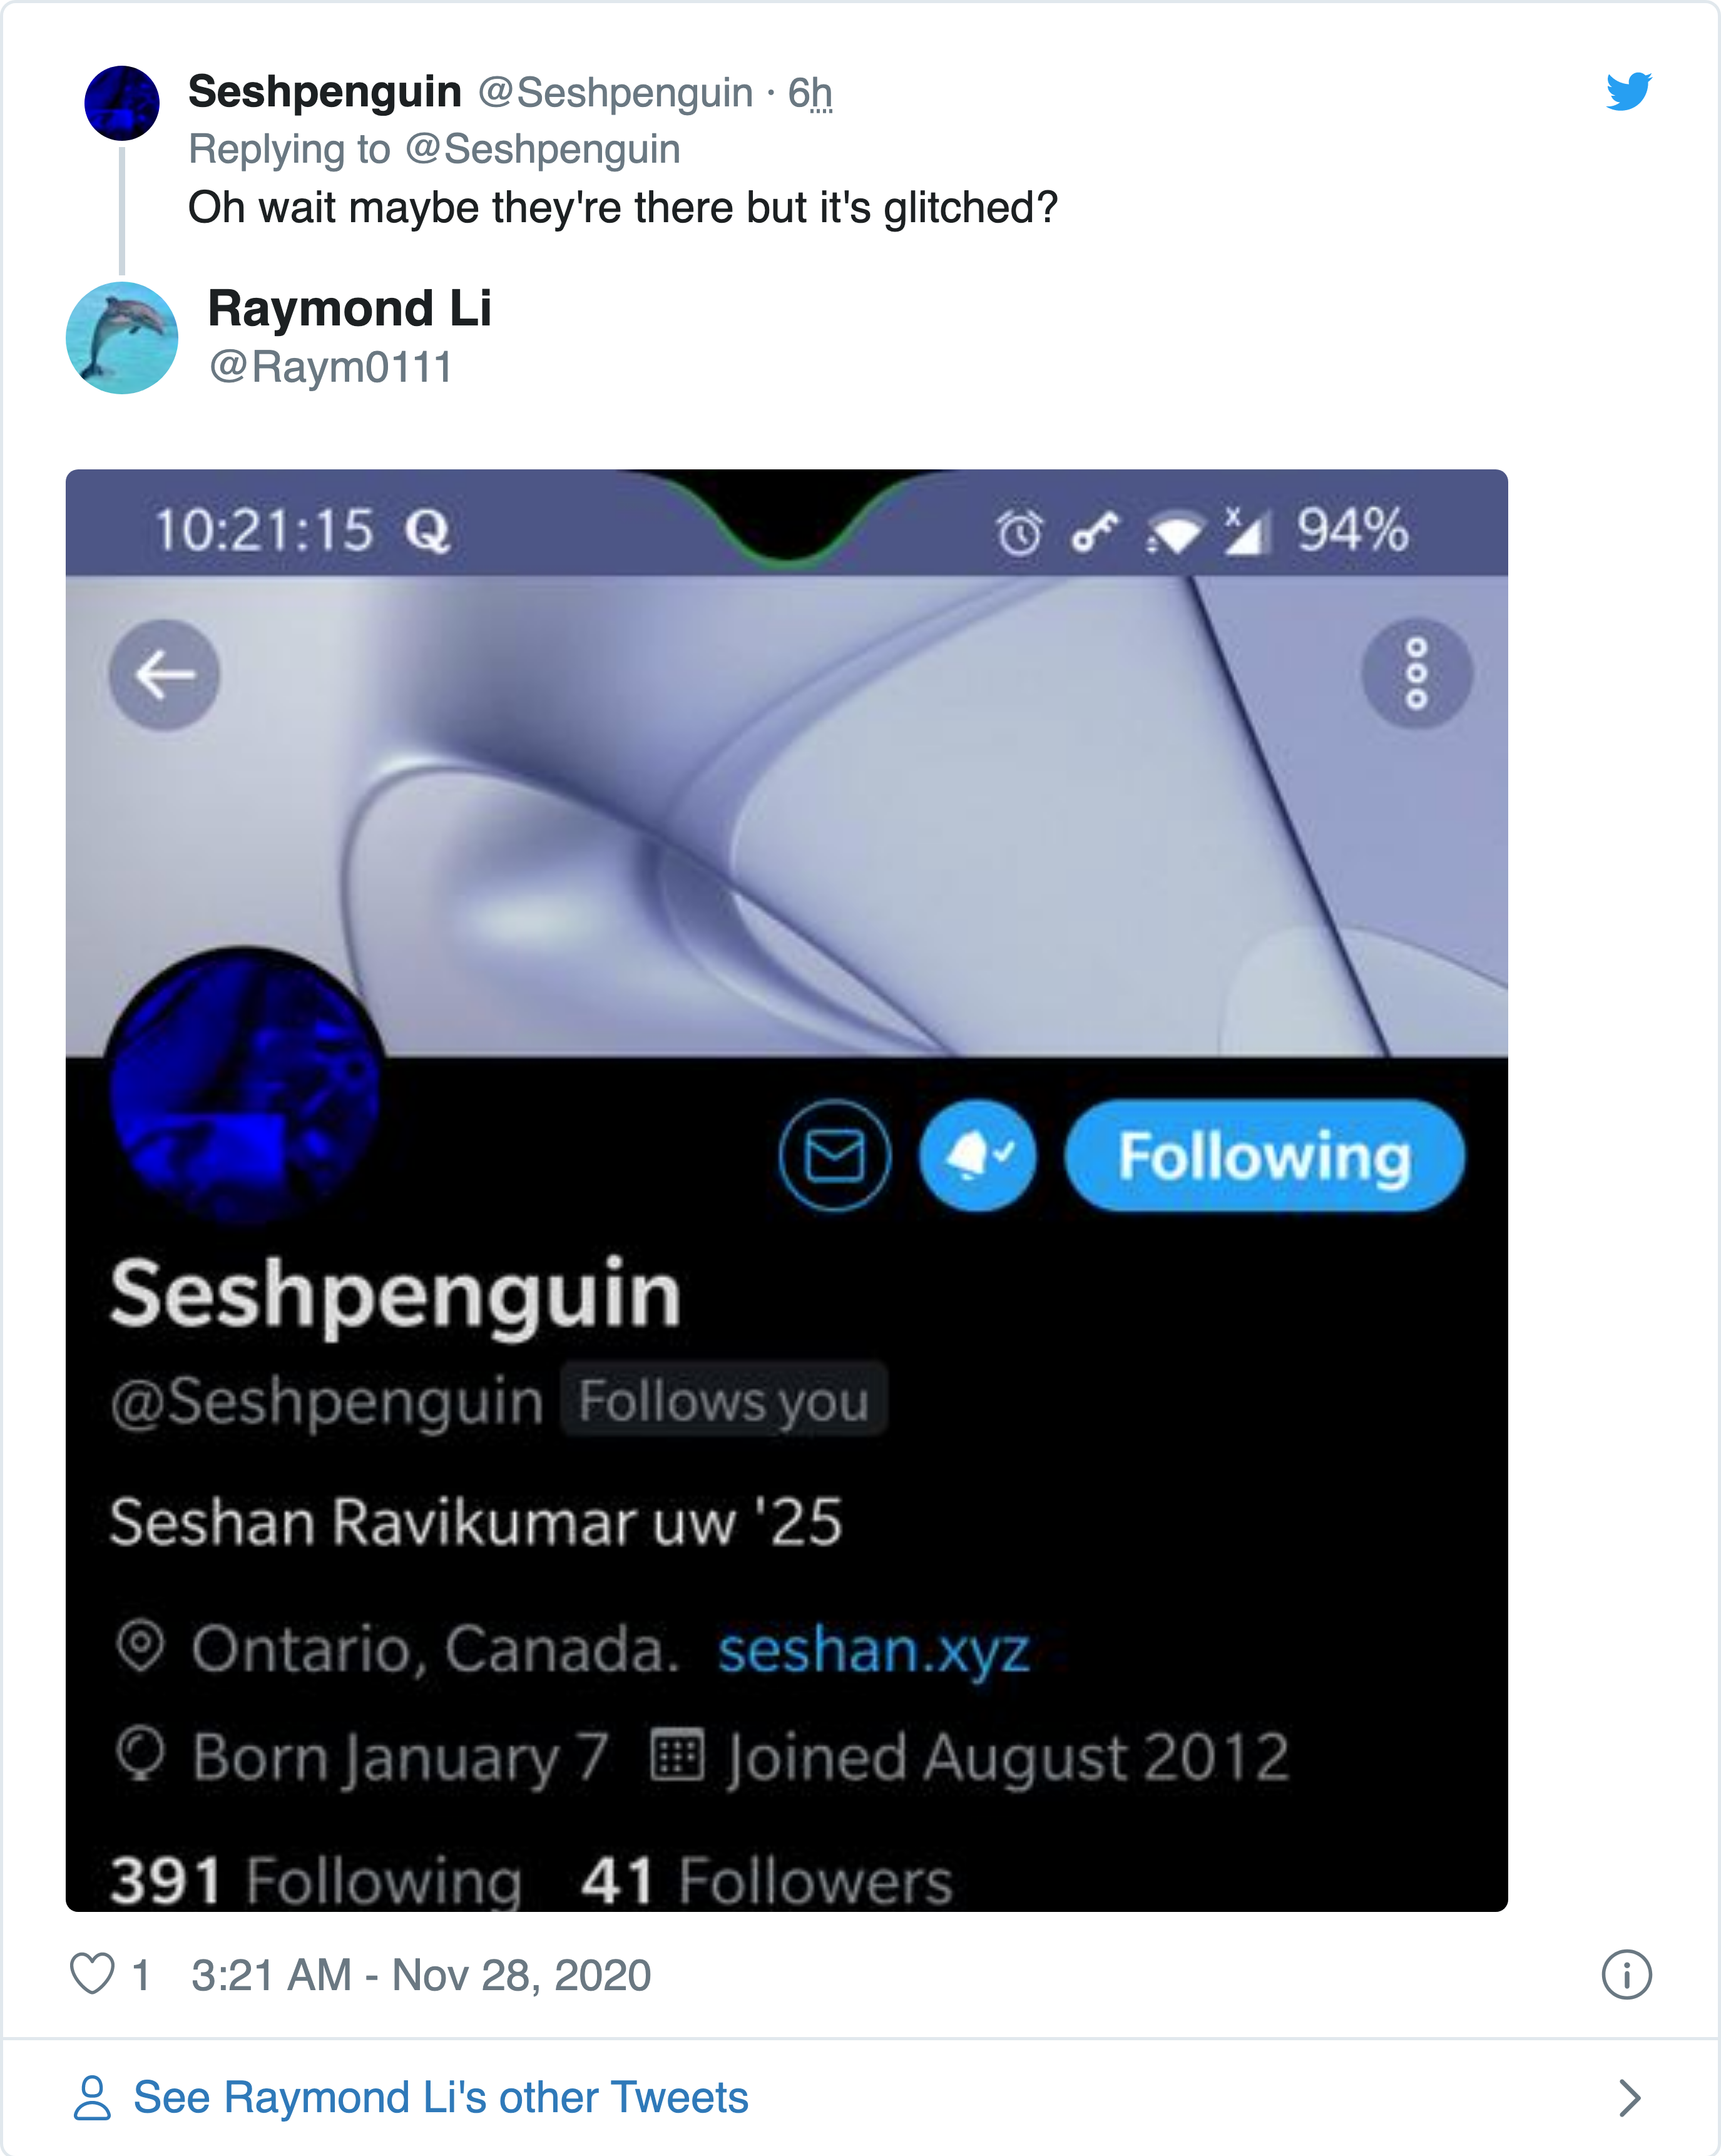 Seshpenguin @Seshpenguin · 6h
Replying to @Seshpenguin
Oh wait maybe they're there but it's glitched?
Raymond Li
@Raym0111
10:21:15 Q 94%
Following
Seshpenguin
@Seshpenguin Follows you
Seshan Ravikumar uw '25
Ontario, Canada. seshan.xyz
Born January 7 Joined August 2012
391 Following 41 Followers
1 3:21 AM - Nov 28, 2020
See Raymond Li's other Tweets